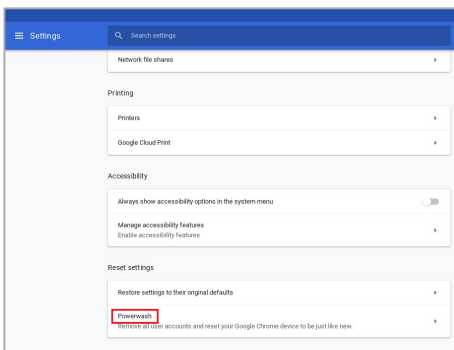 Settings
Search settings
Network file shares
Printing
Printers
Google Cloud Print
Accessibility
Always show accessibility options in the system menu
Manage accessibility features
Enable accessibility features
Reset settings
Restore settings to their original defaults
Powerwash
Remove all user accounts and reset your Google Chrome device to be just like new.